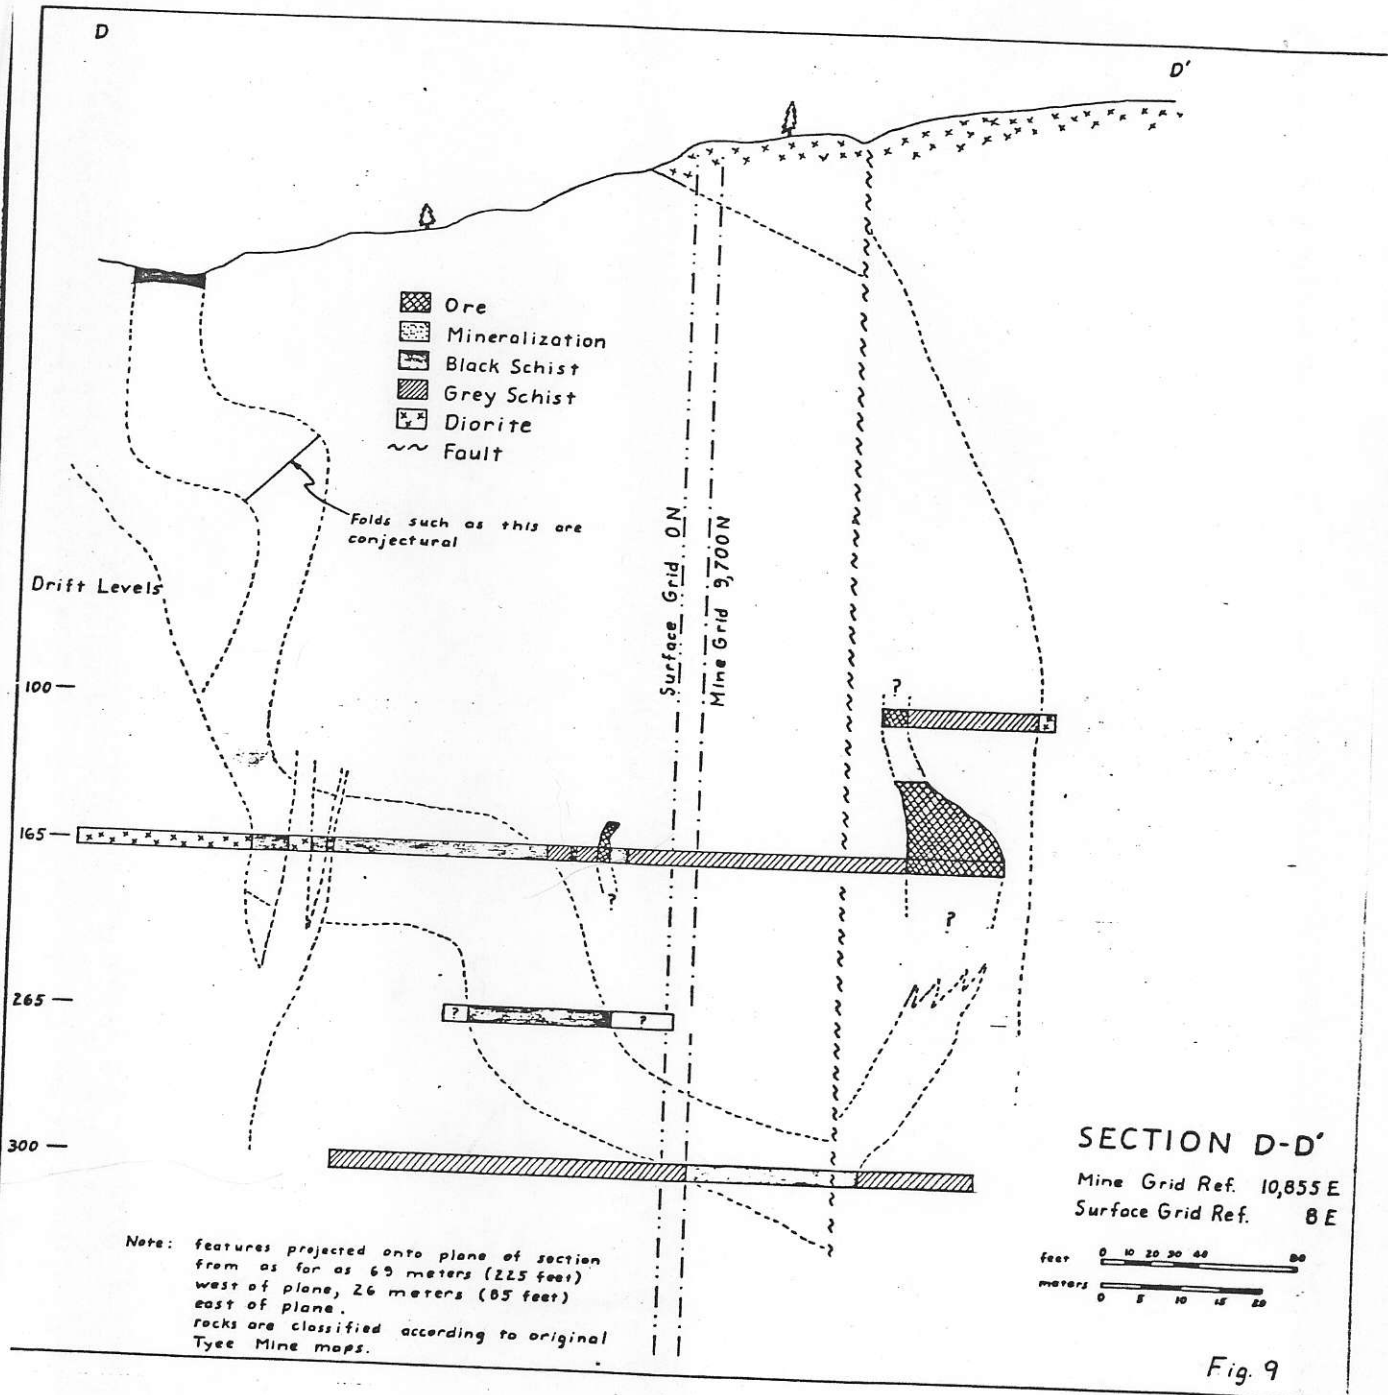 D
D'
Ore
Mineralization
Black Schist
Grey Schist
Diorite
Fault
Folds such as this are
conjectural
Surface Grid 0N
Mine Grid 9,700N
Drift Levels
100
?
165
?
?
265
?
?
300
SECTION D-D'
Mine Grid Ref. 10,855 E
Surface Grid Ref. 8 E
feet 0 10 20 30 40 80
meters 0 5 10 15 20
Note: features projected onto plane of section
from as far as 69 meters (225 feet)
west of plane, 26 meters (85 feet)
east of plane.
rocks are classified according to original
Tyee Mine maps.
Fig. 9